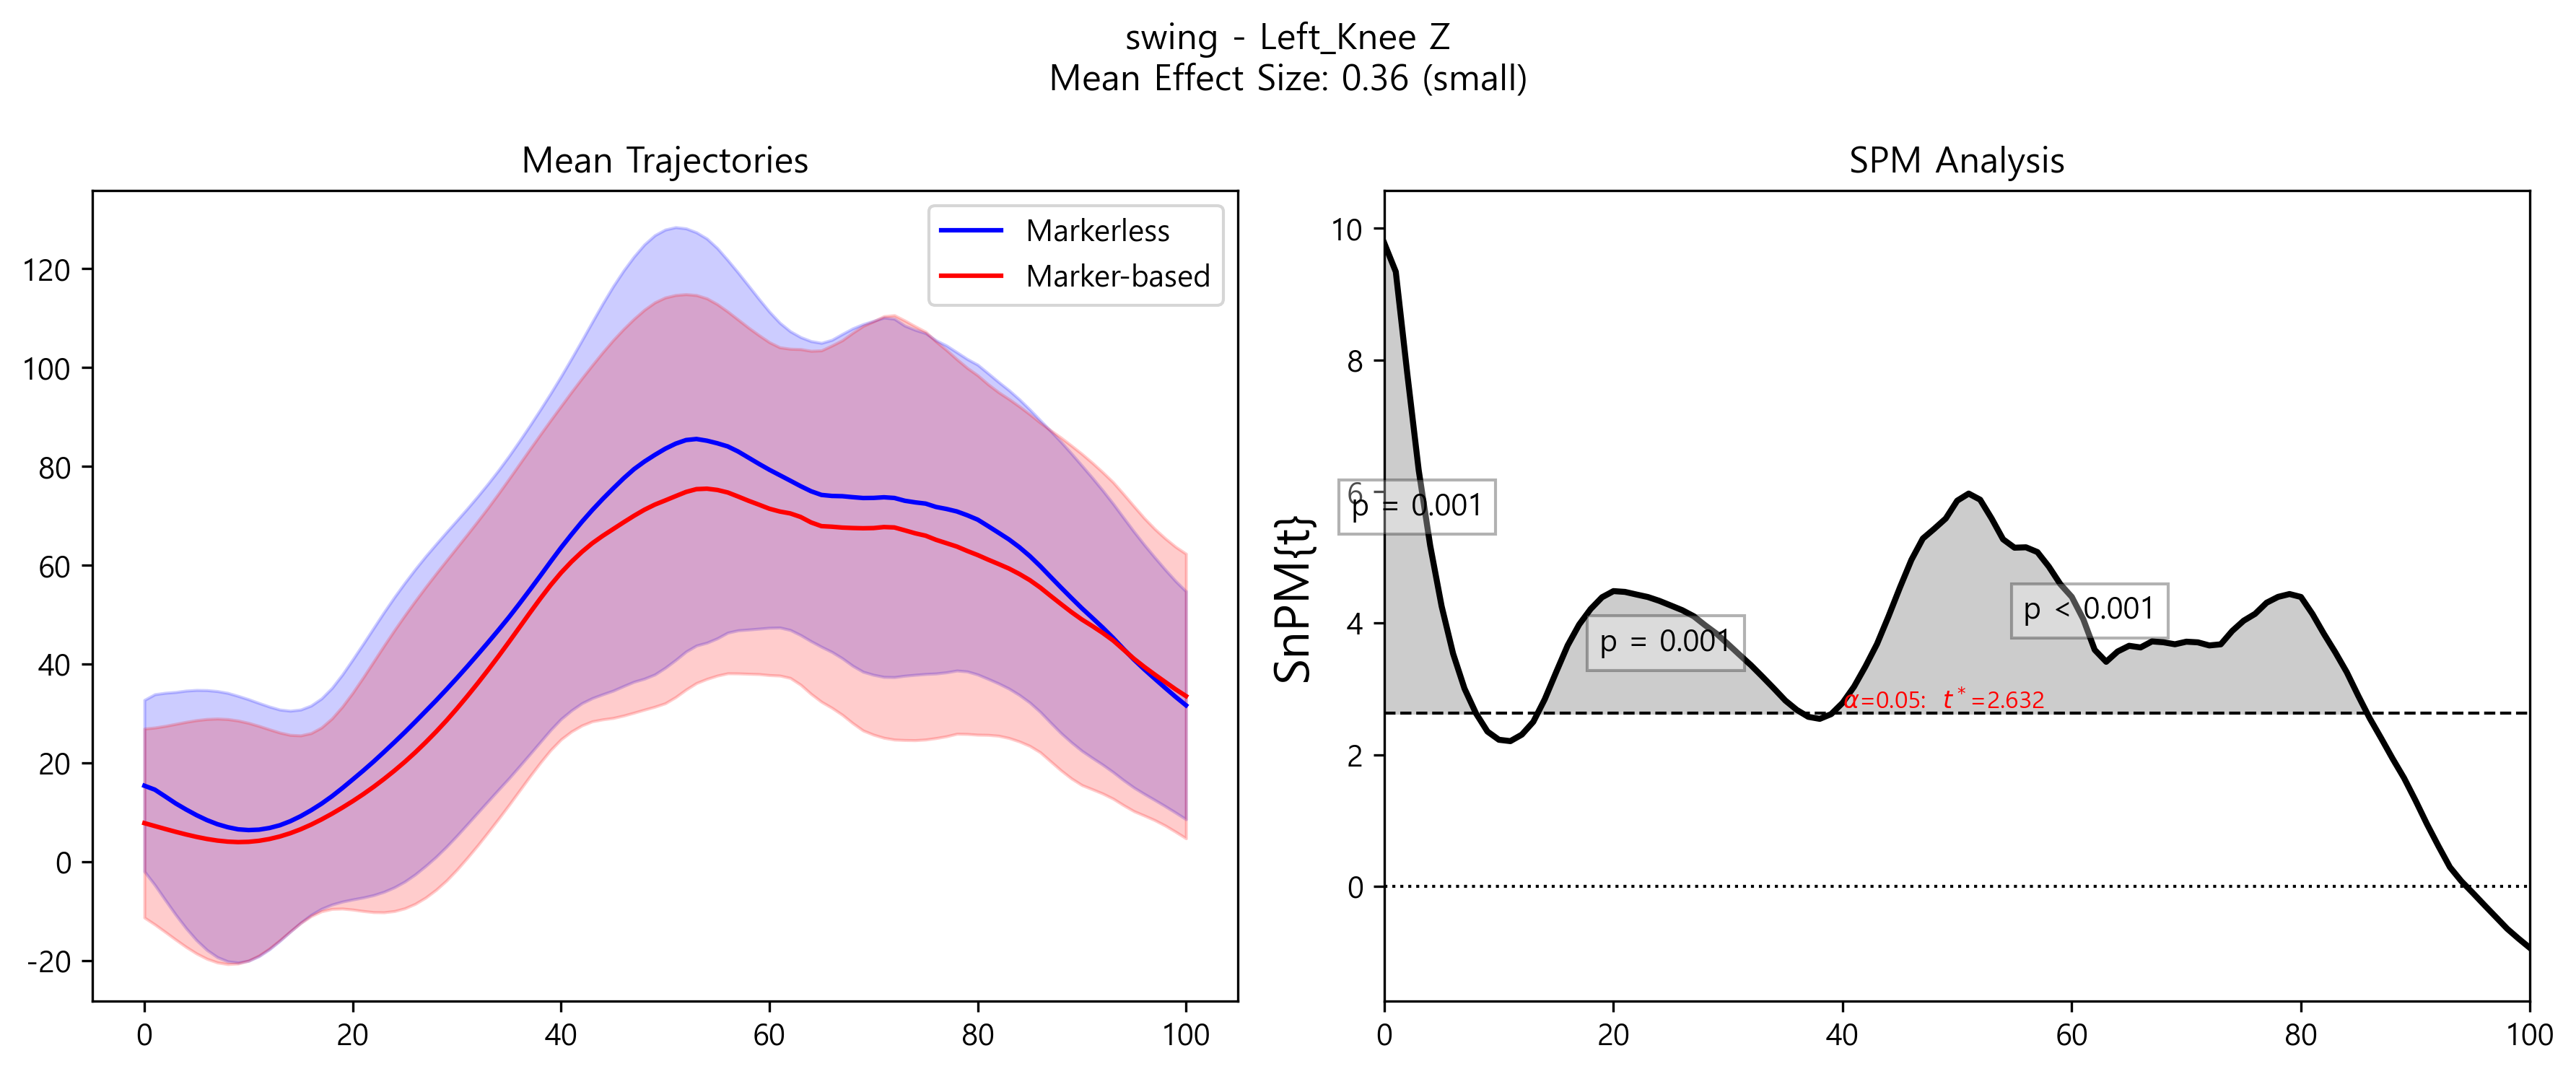 swing - Left_Knee Z
Mean Effect Size: 0.36 (small)
Mean Trajectories
Markerless
Marker-based
120
100
80
60
40
20
0
-20
0 20 40 60 80 100
SPM Analysis
SnPM{t}
10
8
6
4
2
0
p = 0.001
p = 0.001
p < 0.001
α=0.05: t*=2.632
0 20 40 60 80 100